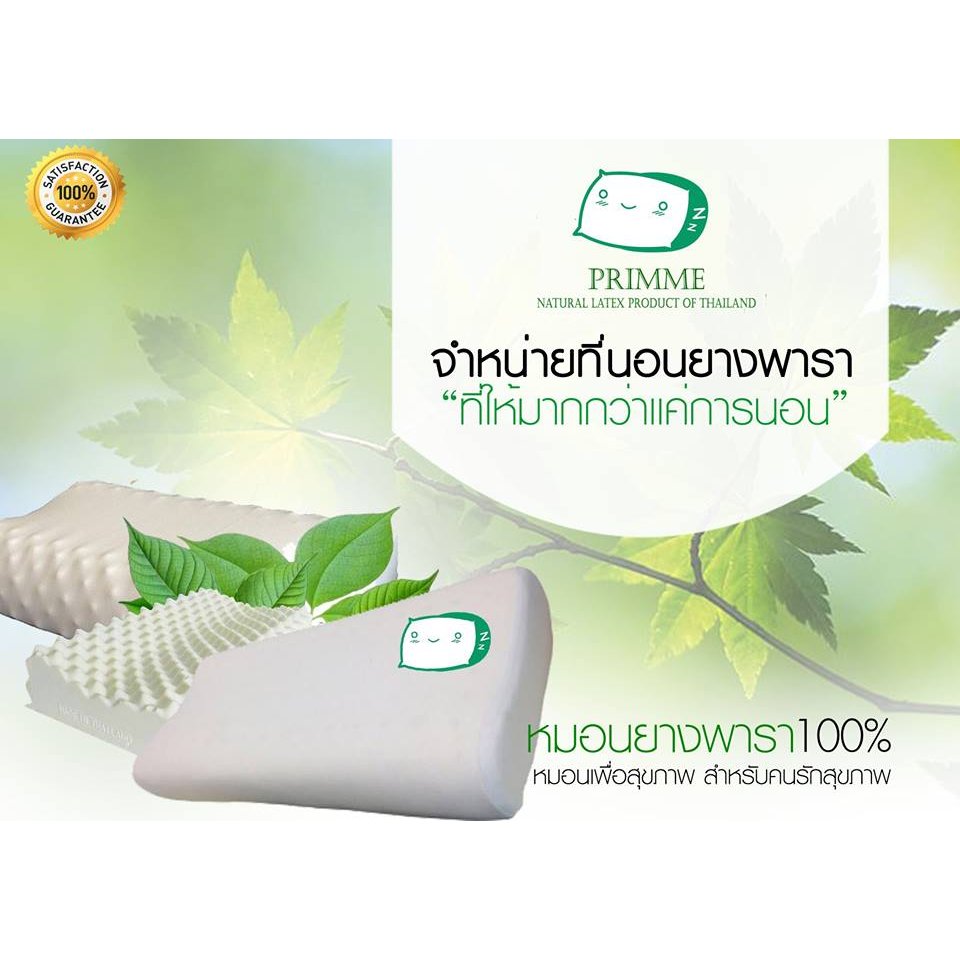 SATISFACTION
100%
GUARANTEE
N
N
PRIMME
NATURAL LATEX PRODUCT OF THAILAND
จำหน่ายที่นอนยางพารา
“ที่ให้มากกว่าแค่การนอน”
N
N
หมอนยางพารา100%
หมอนเพื่อสุขภาพ สำหรับคนรักสุขภาพ